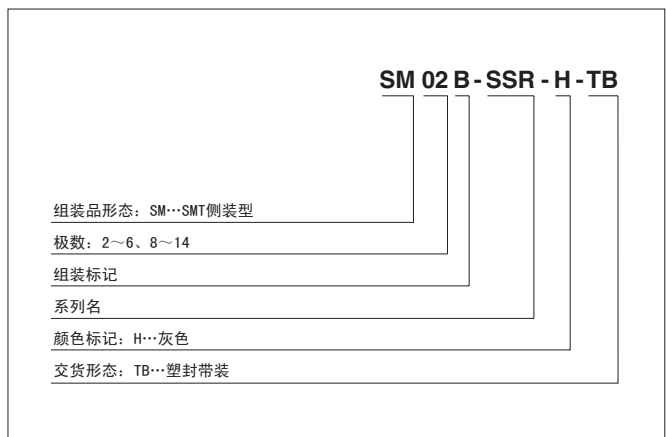 SM 02 B - SSR - H - TB
组装品形态：SM…SMT侧装型
极数：2～6、8～14
组装标记
系列名
颜色标记：H…灰色
交货形态：TB…塑封带装